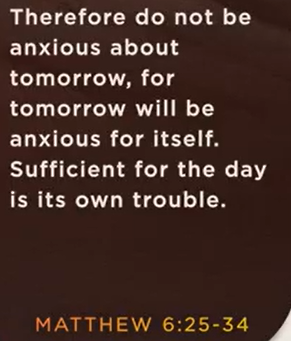 Therefore do not be
anxious about
tomorrow, for
tomorrow will be
anxious for itself.
Sufficient for the day
is its own trouble.
MATTHEW 6:25-34